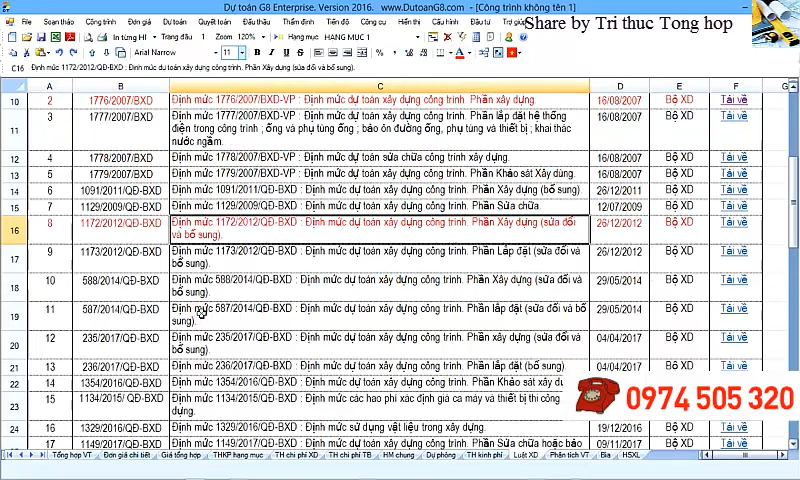 Dự toán G8 Enterprise. Version 2016. www.DutoanG8.com - [Công trình không tên 1]
File Soạn thảo Công trình Đơn giá Dự toán Quyết toán Đấu thầu Thẩm định Tiến độ Công cụ Hiển thị Cửa sổ Đầu tư Trợ giúp
Share by Tri thuc Tong hop
In từng HI Trang đầu 1 Zoom 120% Hạng mục HẠNG MỤC 1
Arial Narrow 11
C16 Định mức 1172/2012/QĐ-BXD : Định mức dự toán xây dựng công trình. Phần Xây dựng (sửa đổi và bổ sung).
A B C D E F G
10 2 1776/2007/BXD Định mức 1776/2007/BXD-VP : Định mức dự toán xây dựng công trình. Phần xây dựng. 16/08/2007 Bộ XD Tải về
11 3 1777/2007/BXD Định mức 1777/2007/BXD-VP : Định mức dự toán xây dựng công trình. Phần lắp đặt hệ thống 16/08/2007 Bộ XD Tải về
điện trong công trình ; ống và phụ tùng ống ; bảo ôn đường ống, phụ tùng và thiết bị ; khai thác
nước ngầm.
12 4 1778/2007/BXD Định mức 1778/2007/BXD-VP : Định mức dự toán sửa chữa công trình xây dựng. 16/08/2007 Bộ XD Tải về
13 5 1779/2007/BXD Định mức 1779/2007/BXD-VP : Định mức dự toán xây dựng công trình. Phần Khảo sát Xây dùng. 16/08/2007 Bộ XD Tải về
14 6 1091/2011/QĐ-BXD Định mức 1091/2011/QĐ-BXD : Định mức dự toán xây dựng công trình. Phần Xây dựng (bổ sung). 26/12/2011 Bộ XD Tải về
15 7 1129/2009/QĐ-BXD Định mức 1129/2009/QĐ-BXD : Định mức dự toán xây dựng công trình. Phần Sửa chữa. 12/07/2009 Bộ XD Tải về
16 8 1172/2012/QĐ-BXD Định mức 1172/2012/QĐ-BXD : Định mức dự toán xây dựng công trình. Phần Xây dựng (sửa đổi 26/12/2012 Bộ XD Tải về
và bổ sung).
17 9 1173/2012/QĐ-BXD Định mức 1173/2012/QĐ-BXD : Định mức dự toán xây dựng công trình. Phần Lắp đặt (sửa đổi và 26/12/2012 Bộ XD Tải về
bổ sung).
18 10 588/2014/QĐ-BXD Định mức 588/2014/QĐ-BXD : Định mức dự toán xây dựng công trình. Phần Xây dựng (sửa đổi và 29/05/2014 Bộ XD Tải về
bổ sung).
19 11 587/2014/QĐ-BXD Định mức 587/2014/QĐ-BXD : Định mức dự toán xây dựng công trình. Phần lắp đặt (sửa đổi và bổ 29/05/2014 Bộ XD Tải về
sung).
20 12 235/2017/QĐ-BXD Định mức 235/2017/QĐ-BXD : Định mức dự toán xây dựng công trình. Phần xây dựng (sửa đổi và 04/04/2017 Bộ XD Tải về
bổ sung).
21 13 236/2017/QĐ-BXD Định mức 236/2017/QĐ-BXD : Định mức dự toán xây dựng công trình. Phần lắp đặt (bổ sung). 04/04/2017 Bộ XD Tải về
22 14 1354/2016/QĐ-BXD Định mức 1354/2016/QĐ-BXD : Định mức dự toán xây dựng công trình. Phần Khảo sát xây dự
23 15 1134/2015/ QĐ-BXD Định mức 1134/2015/QĐ-BXD : Định mức các hao phí xác định giá ca máy và thiết bị thi công
dựng.
0974 505 320
24 16 1329/2016/QĐ-BXD Định mức 1329/2016/QĐ-BXD : Định mức sử dụng vật liệu trong xây dựng. 19/12/2016 Bộ XD Tải về
17 1149/2017/QĐ-BXD Định mức 1149/2017/QĐ-BXD : Định mức dự toán xây dựng công trình. Phần Sửa chữa hoặc bảo 09/11/2017 Bộ XD Tải về
Tổng hợp VT Đơn giá chi tiết Giá tổng hợp THKP hạng mục TH chi phí XD TH chi phí TB HM chung Dự phòng TH kinh phí Luật XD Phân tích VT Bìa HSXL